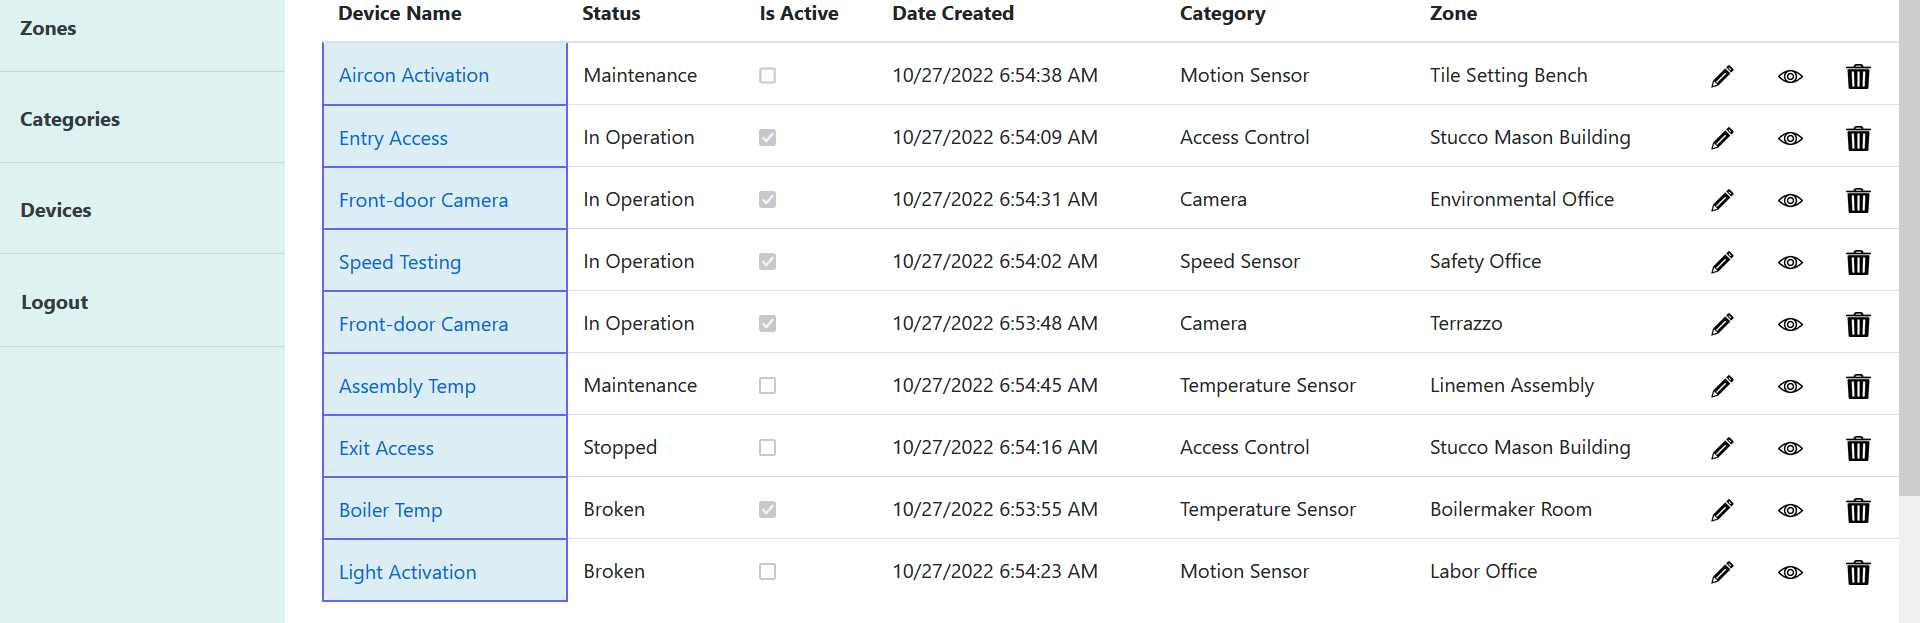 Zones
Categories
Devices
Logout
Device Name Status Is Active Date Created Category Zone
Aircon Activation Maintenance 10/27/2022 6:54:38 AM Motion Sensor Tile Setting Bench
Entry Access In Operation 10/27/2022 6:54:09 AM Access Control Stucco Mason Building
Front-door Camera In Operation 10/27/2022 6:54:31 AM Camera Environmental Office
Speed Testing In Operation 10/27/2022 6:54:02 AM Speed Sensor Safety Office
Front-door Camera In Operation 10/27/2022 6:53:48 AM Camera Terrazzo
Assembly Temp Maintenance 10/27/2022 6:54:45 AM Temperature Sensor Linemen Assembly
Exit Access Stopped 10/27/2022 6:54:16 AM Access Control Stucco Mason Building
Boiler Temp Broken 10/27/2022 6:53:55 AM Temperature Sensor Boilermaker Room
Light Activation Broken 10/27/2022 6:54:23 AM Motion Sensor Labor Office